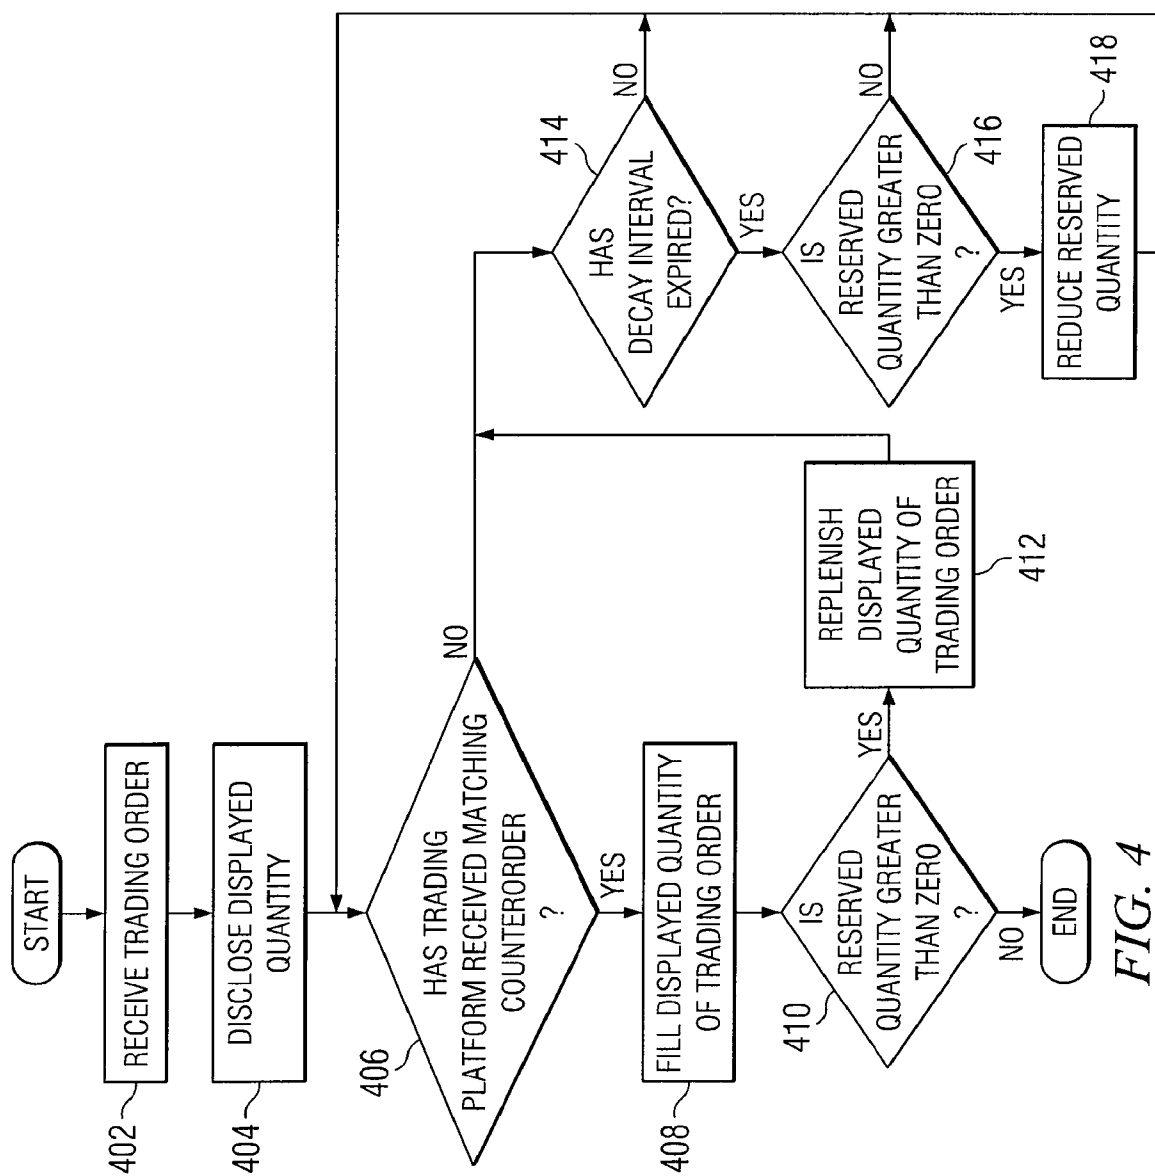 START
RECEIVE TRADING ORDER
402
DISCLOSE DISPLAYED
QUANTITY
404
HAS TRADING
PLATFORM RECEIVED MATCHING
COUNTERORDER
?
406
NO
YES
FILL DISPLAYED QUANTITY
OF TRADING ORDER
408
IS
RESERVED
QUANTITY GREATER
THAN ZERO
?
410
YES
NO
END
REPLENISH
DISPLAYED
QUANTITY OF
TRADING ORDER
412
HAS
DECAY INTERVAL
EXPIRED?
414
NO
YES
IS
RESERVED
QUANTITY GREATER
THAN ZERO
?
416
NO
YES
REDUCE RESERVED
QUANTITY
418
FIG. 4